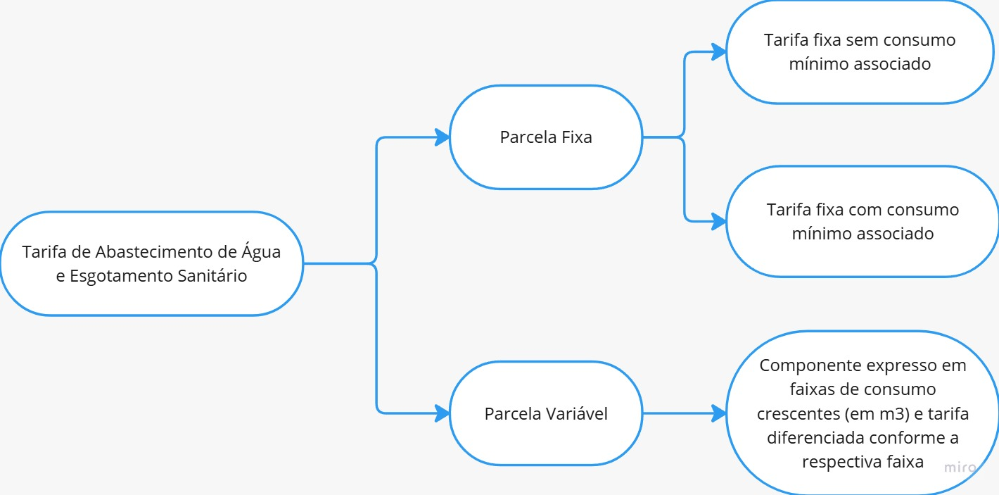 Tarifa fixa sem consumo
mínimo associado
Parcela Fixa
Tarifa fixa com consumo
mínimo associado
Tarifa de Abastecimento de Água
e Esgotamento Sanitário
Componente expresso em
faixas de consumo
crescentes (em m3) e tarifa
diferenciada conforme a
respectiva faixa
Parcela Variável
miro